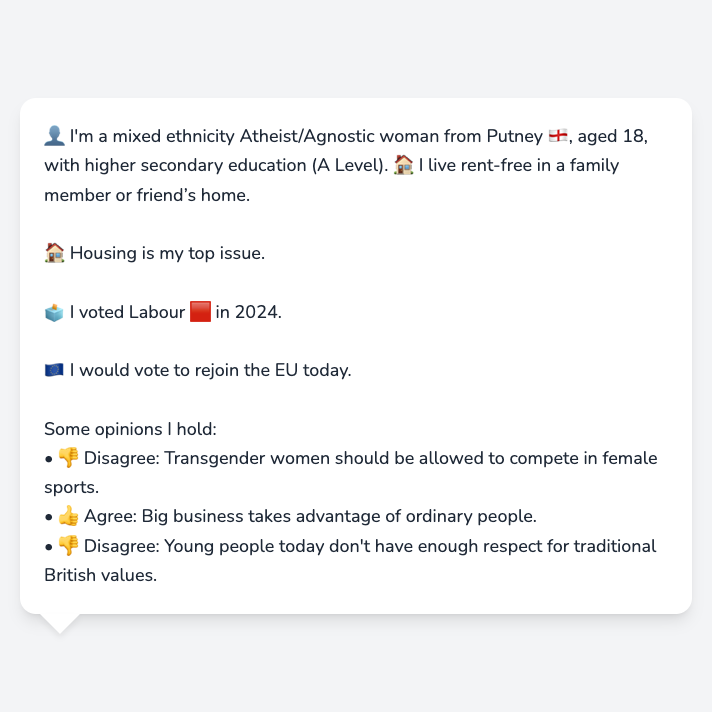 👤 I'm a mixed ethnicity Atheist/Agnostic woman from Putney 🏴󠁧󠁢󠁥󠁮󠁧󠁿, aged 18,
with higher secondary education (A Level). 🏠 I live rent-free in a family
member or friend’s home.
🏠 Housing is my top issue.
🗳️ I voted Labour 🟥 in 2024.
🇪🇺 I would vote to rejoin the EU today.
Some opinions I hold:
• 👎 Disagree: Transgender women should be allowed to compete in female
sports.
• 👍 Agree: Big business takes advantage of ordinary people.
• 👎 Disagree: Young people today don't have enough respect for traditional
British values.